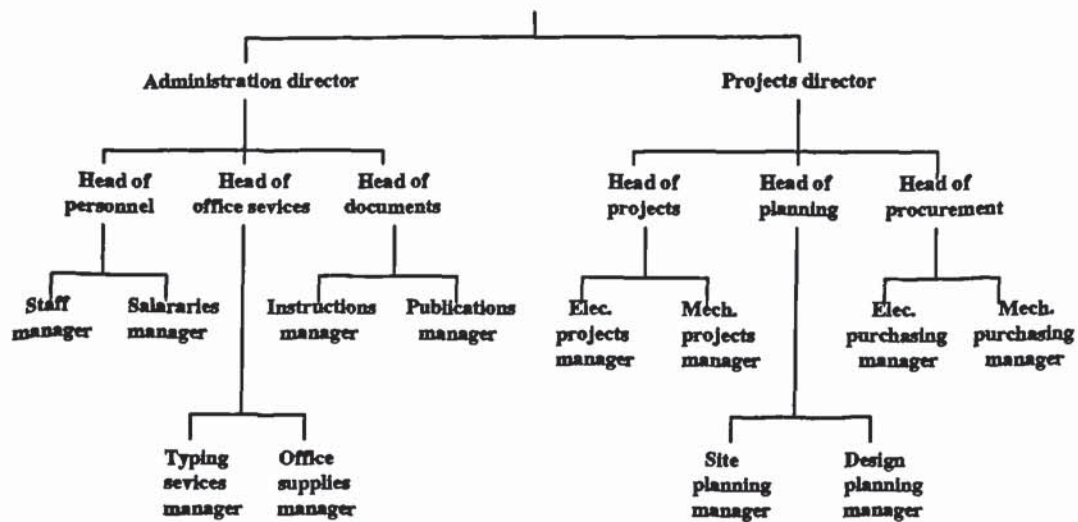 Administration director
Projects director
Head of
personnel
Head of
office sevices
Head of
documents
Head of
projects
Head of
planning
Head of
procurement
Staff
manager
Salararies
manager
Instructions
manager
Publications
manager
Elec.
projects
manager
Mech.
projects
manager
Elec.
purchasing
manager
Mech.
purchasing
manager
Typing
sevices
manager
Office
supplies
manager
Site
planning
manager
Design
planning
manager